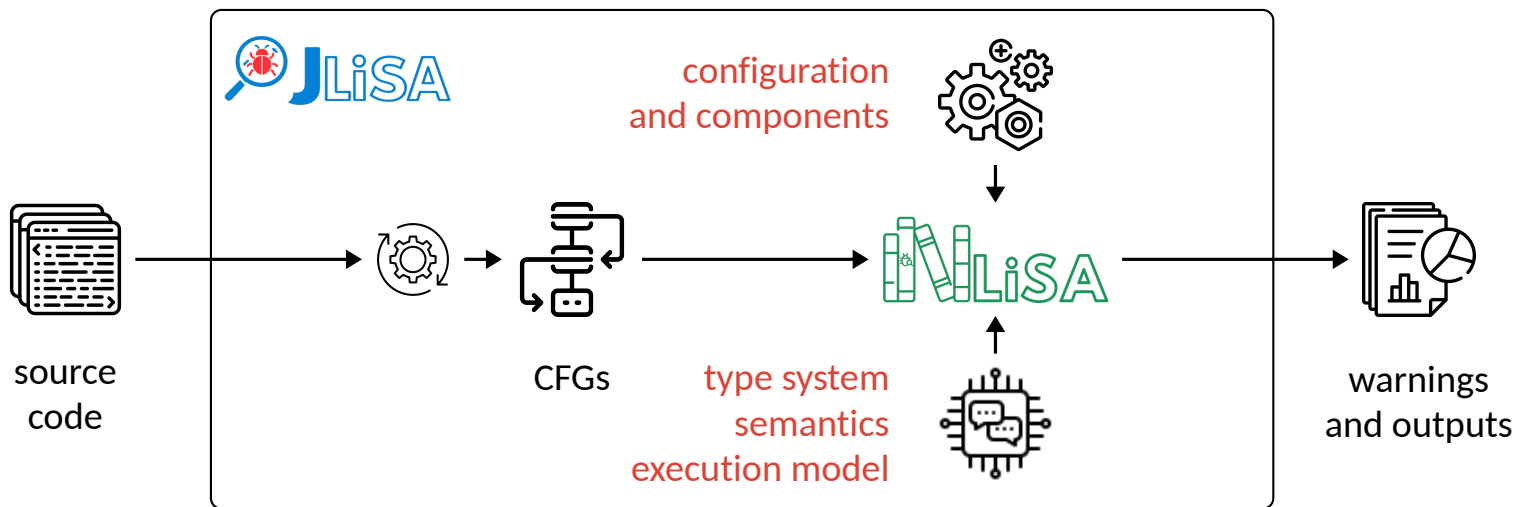 JLiSA
configuration
and components
LiSA
source
code
CFGs
type system
semantics
execution model
warnings
and outputs